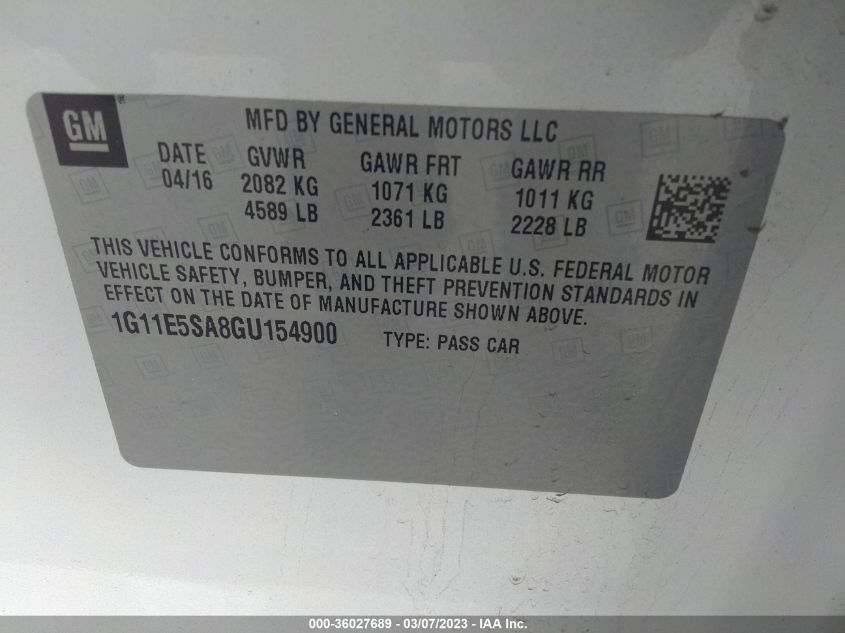 GM
MFD BY GENERAL MOTORS LLC
DATE GVWR GAWR FRT GAWR RR
04/16 2082 KG 1071 KG 1011 KG
4589 LB 2361 LB 2228 LB
THIS VEHICLE CONFORMS TO ALL APPLICABLE U.S. FEDERAL MOTOR
VEHICLE SAFETY, BUMPER, AND THEFT PREVENTION STANDARDS IN
EFFECT ON THE DATE OF MANUFACTURE SHOWN ABOVE.
1G11E5SA8GU154900 TYPE: PASS CAR
000-36027689 - 03/07/2023 - IAA Inc.